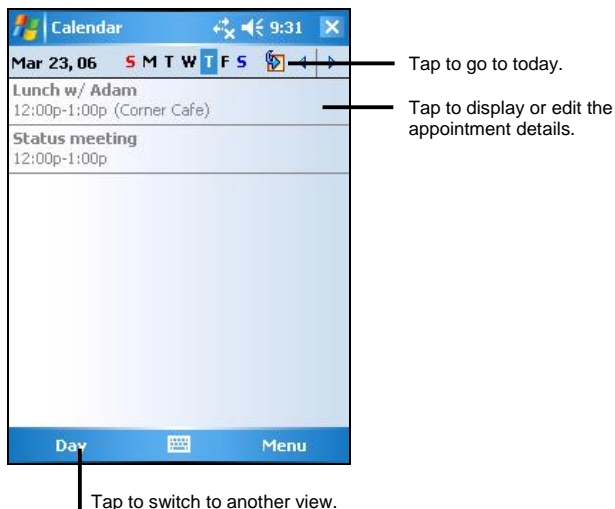 Calendar 9:31
Mar 23, 06 S M T W T F S
Tap to go to today.
Lunch w/ Adam
12:00p-1:00p (Corner Cafe)
Tap to display or edit the
appointment details.
Status meeting
12:00p-1:00p
Day Menu
Tap to switch to another view.